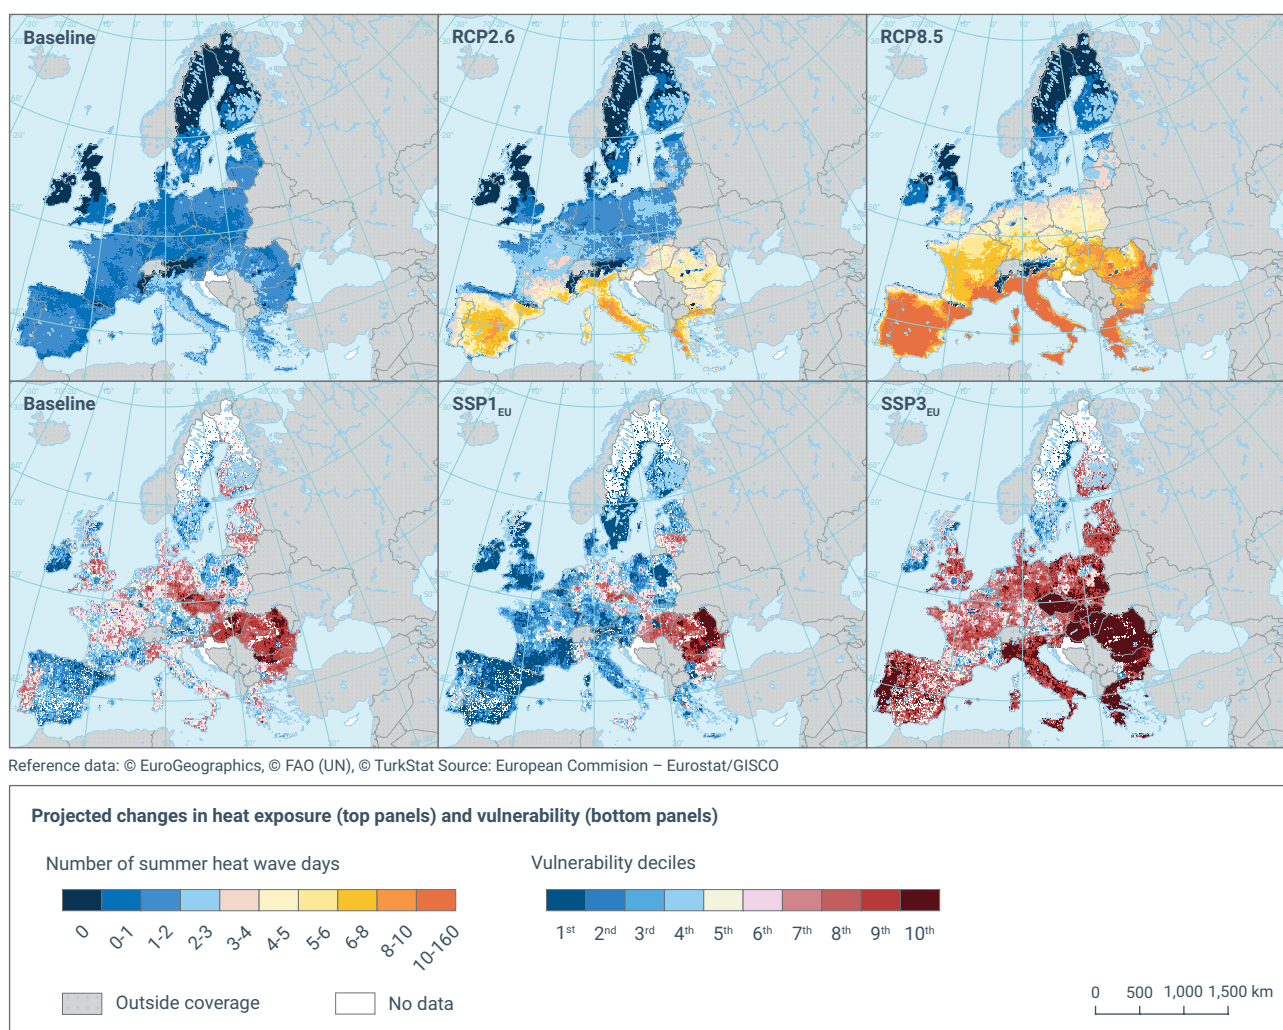 Baseline
RCP2.6
RCP8.5
Baseline
SSP1EU
SSP3EU
Reference data: © EuroGeographics, © FAO (UN), © TurkStat Source: European Commision – Eurostat/GISCO
Projected changes in heat exposure (top panels) and vulnerability (bottom panels)
Number of summer heat wave days
0
0-1
1-2
2-3
3-4
4-5
5-6
6-8
8-10
10-160
Vulnerability deciles
1st 2nd 3rd 4th 5th 6th 7th 8th 9th 10th
Outside coverage
No data
0 500 1,000 1,500 km